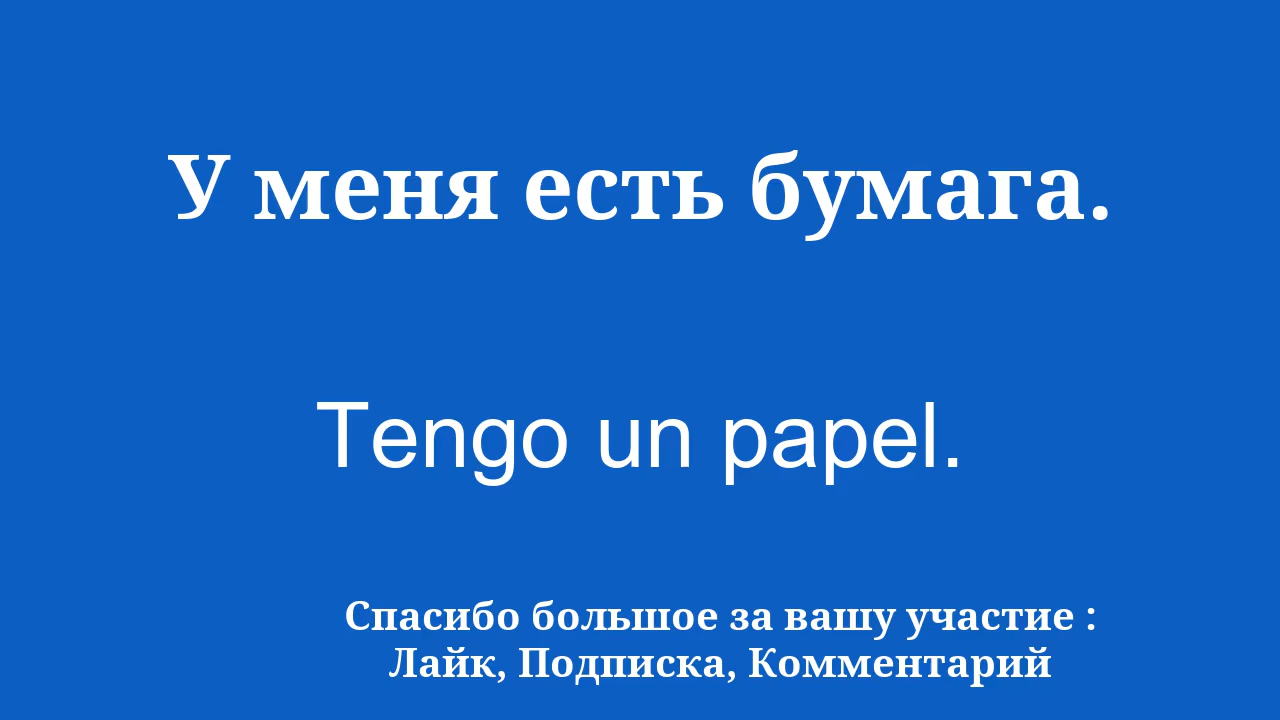 У меня есть бумага.
Tengo un papel.
Спасибо большое за вашу участие :
Лайк, Подписка, Комментарий